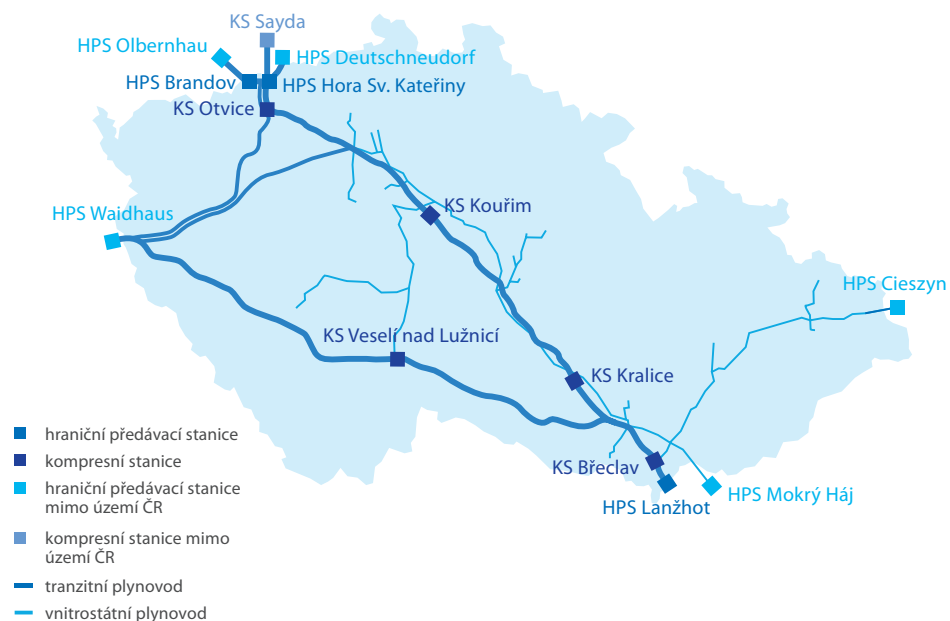 KS Sayda
HPS Olbernhau
HPS Deutschneudorf
HPS Brandov
HPS Hora Sv. Kateřiny
KS Otvice
KS Kouřim
HPS Waidhaus
HPS Cieszyn
KS Veselí nad Lužnicí
KS Kralice
KS Břeclav
HPS Mokrý Háj
HPS Lanžhot
hraniční předávací stanice
kompresní stanice
hraniční předávací stanice
mimo území ČR
kompresní stanice mimo
území ČR
tranzitní plynovod
vnitrostátní plynovod